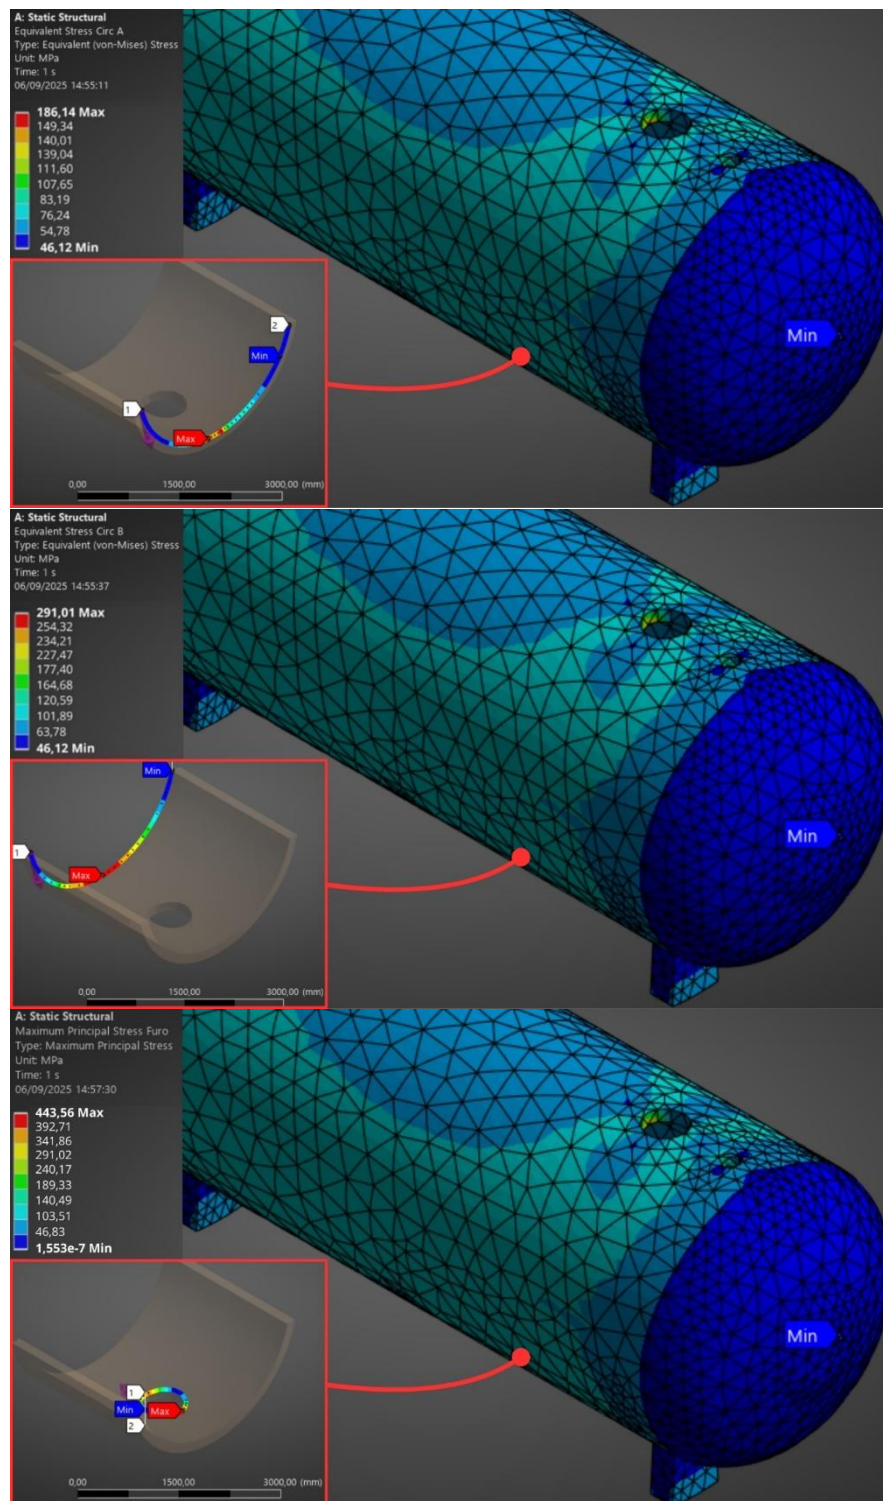 A: Static Structural
Equivalent Stress Circ A
Type: Equivalent (von-Mises) Stress
Unit: MPa
Time: 1 s
06/09/2025 14:55:11
186,14 Max
149,34
140,01
139,04
111,60
107,65
83,19
76,24
54,78
46,12 Min
Min
2
Min
1
Max
0,00 1500,00 3000,00 (mm)
A: Static Structural
Equivalent Stress Circ B
Type: Equivalent (von-Mises) Stress
Unit: MPa
Time: 1 s
06/09/2025 14:55:37
291,01 Max
254,32
234,21
227,47
177,40
164,68
120,59
101,89
63,78
46,12 Min
Min
Min
1
Max
0,00 1500,00 3000,00 (mm)
A: Static Structural
Maximum Principal Stress Furo
Type: Maximum Principal Stress
Unit: MPa
Time: 1 s
06/09/2025 14:57:30
443,56 Max
392,71
341,86
291,02
240,17
189,33
140,49
103,51
46,83
1,553e-7 Min
Min
1
Min
Max
2
0,00 1500,00 3000,00 (mm)